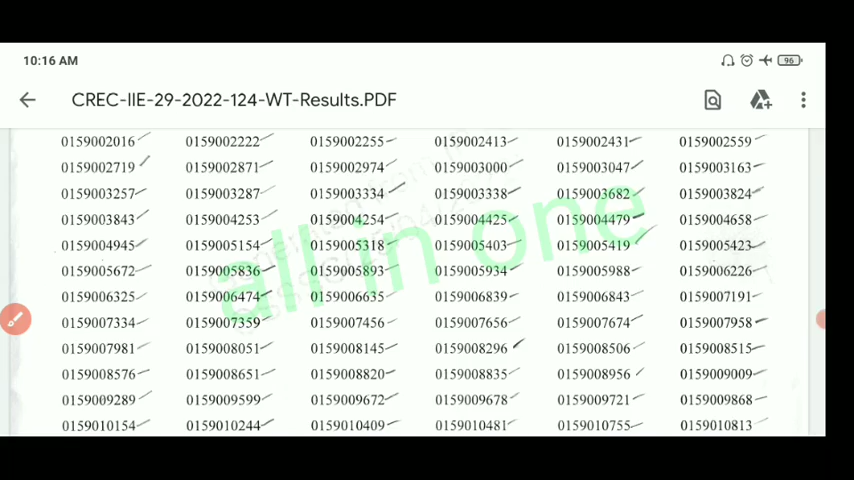 10:16 AM 96
CREC-IIE-29-2022-124-WT-Results.PDF
0159002016 0159002222 0159002255 0159002413 0159002431 0159002559
0159002719 0159002871 0159002974 0159003000 0159003047 0159003163
0159003257 0159003287 0159003334 0159003338 0159003682 0159003824
0159003843 0159004253 0159004254 0159004425 0159004479 0159004658
0159004945 0159005154 0159005318 0159005403 0159005419 0159005423
0159005672 0159005836 0159005893 0159005934 0159005988 0159006226
0159006325 0159006474 0159006635 0159006839 0159006843 0159007191
0159007334 0159007359 0159007456 0159007656 0159007674 0159007958
0159007981 0159008051 0159008145 0159008296 0159008506 0159008515
0159008576 0159008651 0159008820 0159008835 0159008956 0159009009
0159009289 0159009599 0159009672 0159009678 0159009721 0159009868
0159010154 0159010244 0159010409 0159010481 0159010755 0159010813
all in one